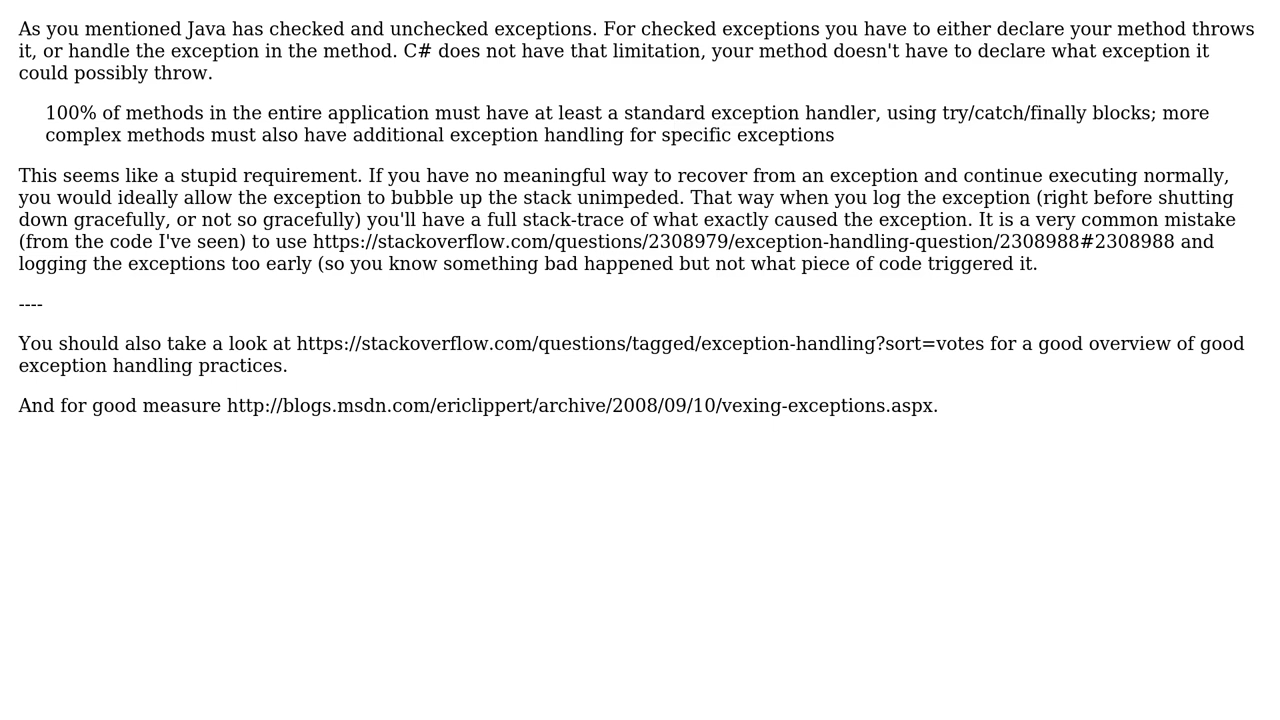 As you mentioned Java has checked and unchecked exceptions. For checked exceptions you have to either declare your method throws
it, or handle the exception in the method. C# does not have that limitation, your method doesn't have to declare what exception it
could possibly throw.
100% of methods in the entire application must have at least a standard exception handler, using try/catch/finally blocks; more
complex methods must also have additional exception handling for specific exceptions
This seems like a stupid requirement. If you have no meaningful way to recover from an exception and continue executing normally,
you would ideally allow the exception to bubble up the stack unimpeded. That way when you log the exception (right before shutting
down gracefully, or not so gracefully) you'll have a full stack-trace of what exactly caused the exception. It is a very common mistake
(from the code I've seen) to use https://stackoverflow.com/questions/2308979/exception-handling-question/2308988#2308988 and
logging the exceptions too early (so you know something bad happened but not what piece of code triggered it.
----
You should also take a look at https://stackoverflow.com/questions/tagged/exception-handling?sort=votes for a good overview of good
exception handling practices.
And for good measure http://blogs.msdn.com/ericlippert/archive/2008/09/10/vexing-exceptions.aspx.